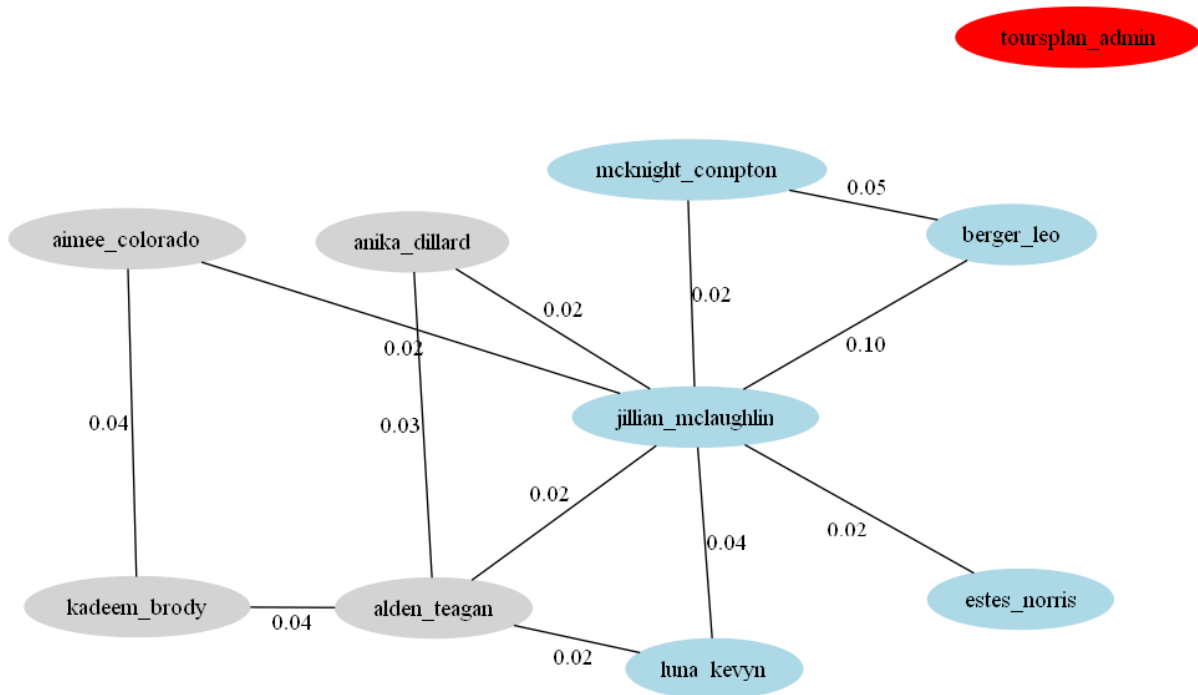 toursplan_admin
mcknight_compton
0.05
aimee_colorado
anika_dillard
berger_leo
0.02
0.02
0.02
0.10
0.04
0.03
jillian_mclaughlin
0.02
0.04
0.02
kadeem_brody
0.04
alden_teagan
estes_norris
0.02
luna_kevyn